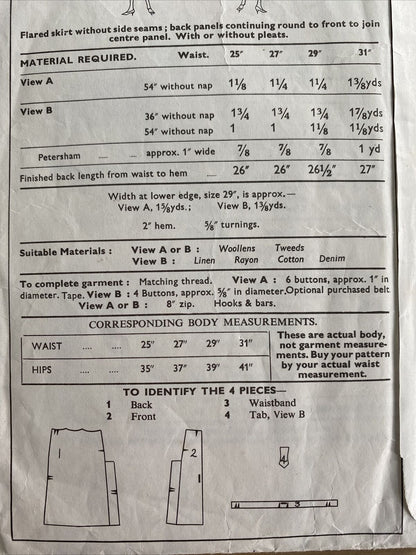 Flared skirt without side seams; back panels continuing round to front to join
centre panel. With or without pleats.
MATERIAL REQUIRED. Waist. 25" 27" 29" 31"
View A 54" without nap 1⅛ 1¼ 1¼ 1⅜yds
View B 36" without nap 1¾ 1¾ 1¾ 1⅞yds
54" without nap 1 1 1⅛ 1⅛yds
Petersham .... ... approx. 1" wide ⅞ ⅞ ⅞ 1 yd
Finished back length from waist to hem .... 26" 26" 26½" 27"
Width at lower edge, size 29", is approx.—
View A, 1⅜yds.; View B, 1⅜yds.
2" hem. ⅝" turnings.
Suitable Materials : View A or B : Woollens Tweeds
View B : Linen Rayon Cotton Denim
To complete garment : Matching thread. View A : 6 buttons, approx. 1" in
diameter. Tape. View B : 4 Buttons, approx. ⅝" in diameter. Optional purchased belt
View A or B : 8" zip. Hooks & bars.
CORRESPONDING BODY MEASUREMENTS.
WAIST .... .... 25" 27" 29" 31"
HIPS .... .... 35" 37" 39" 41"
These are actual body,
not garment measure-
ments. Buy your pattern
by your actual waist
measurement.
TO IDENTIFY THE 4 PIECES—
1 Back 3 Waistband
2 Front 4 Tab, View B
1
2
4
3